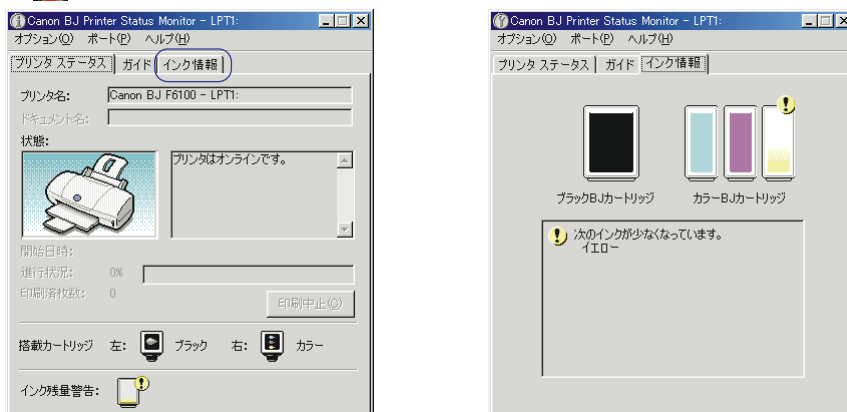 Canon BJ Printer Status Monitor - LPT1:
オプション(O) ポート(P) ヘルプ(H)
プリンタ ステータス ガイド インク情報
プリンタ名: Canon BJ F6100 - LPT1:
ドキュメント名:
状態:
プリンタはオンラインです。
開始日時:
進行状況: 0%
印刷済枚数: 0
印刷中止(C)
搭載カートリッジ 左: ブラック 右: カラー
インク残量警告:
Canon BJ Printer Status Monitor - LPT1:
オプション(O) ポート(P) ヘルプ(H)
プリンタ ステータス ガイド インク情報
ブラックBJカートリッジ カラーBJカートリッジ
次のインクが少なくなっています。
イエロー